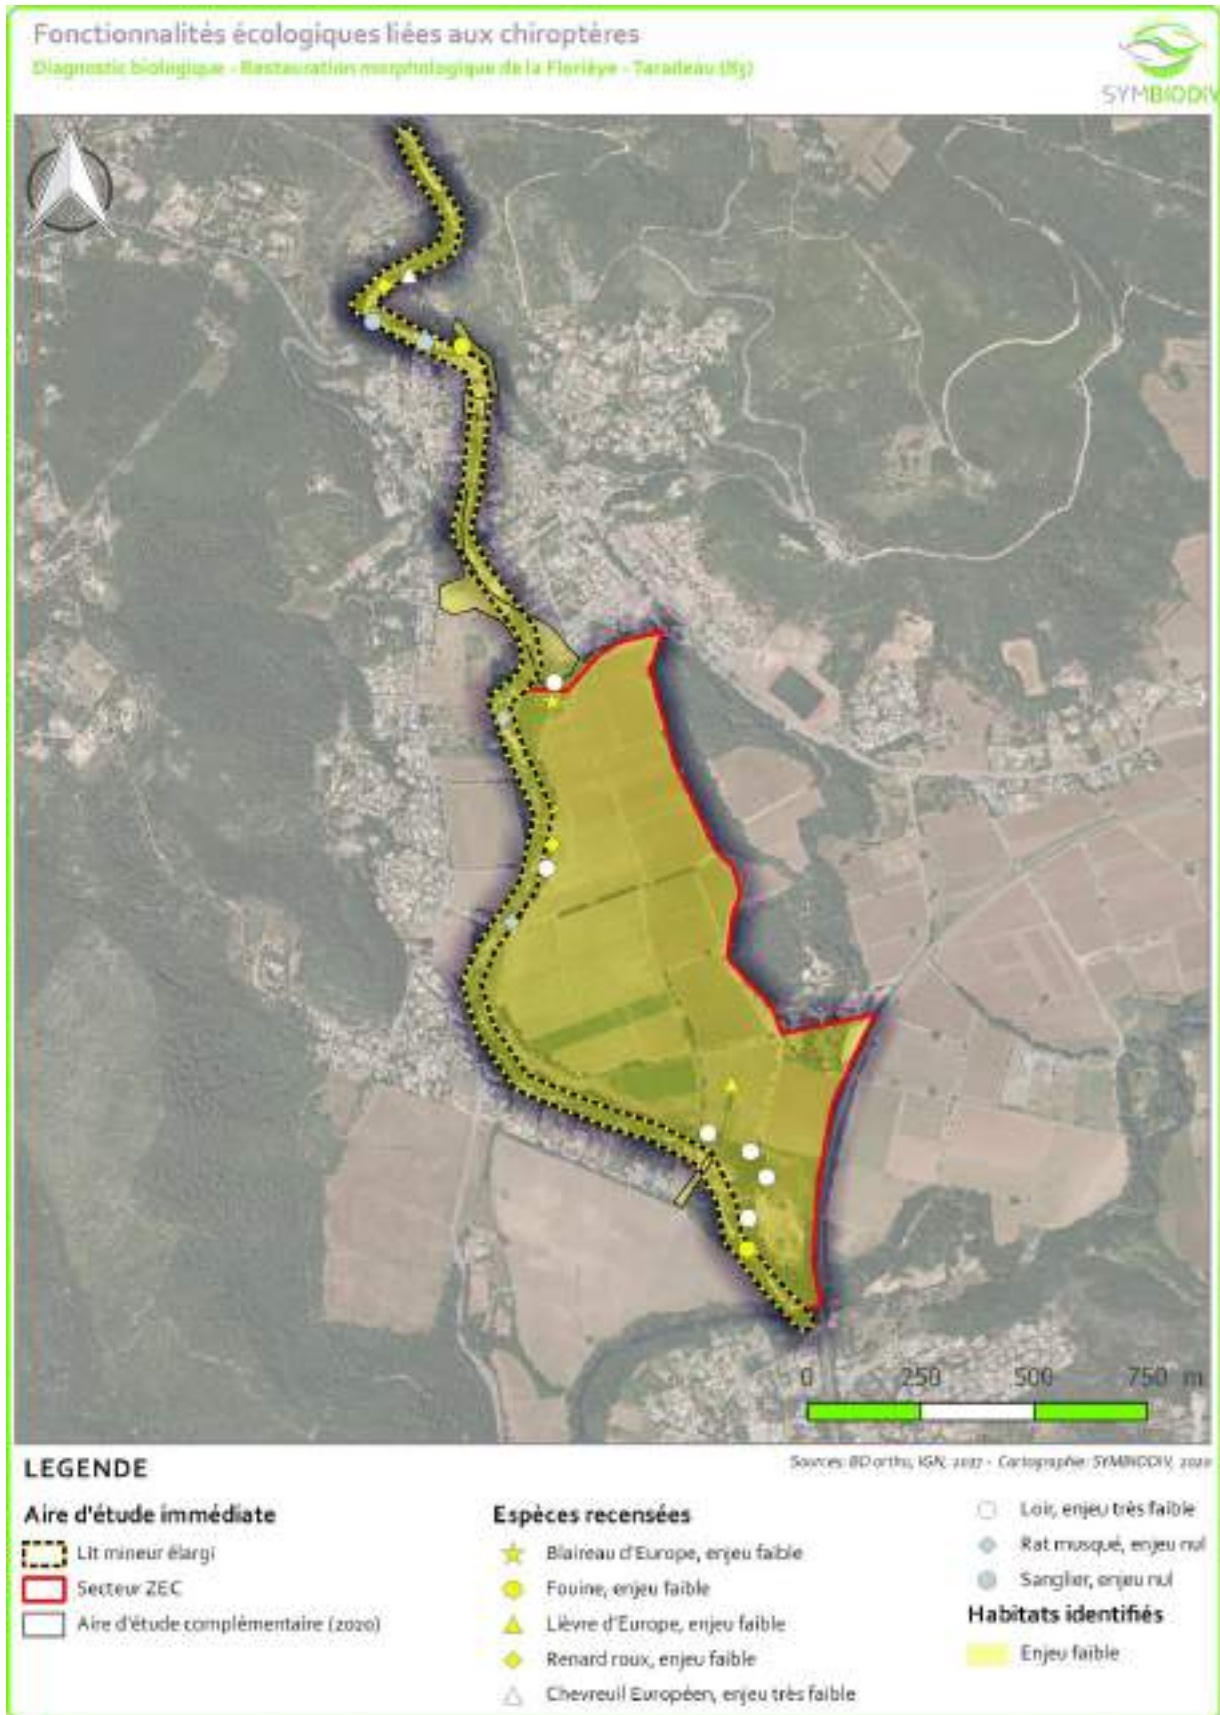 Fonctionnalités écologiques liées aux chiroptères
Diagnostic biologique - Restauration morphologique de la Florièye - Taradeau (83)
SYMBIODIV
0 250 500 750 m
LEGENDE
Sources: BD ortho, IGN, 2017 - Cartographie: SYMBIODIV, 2020
Aire d'étude immédiate
Lit mineur élargi
Secteur ZEC
Aire d'étude complémentaire (2020)
Espèces recensées
Blaireau d'Europe, enjeu faible
Fouine, enjeu faible
Lièvre d'Europe, enjeu faible
Renard roux, enjeu faible
Chevreuil Européen, enjeu très faible
Loir, enjeu très faible
Rat musqué, enjeu nul
Sanglier, enjeu nul
Habitats identifiés
Enjeu faible